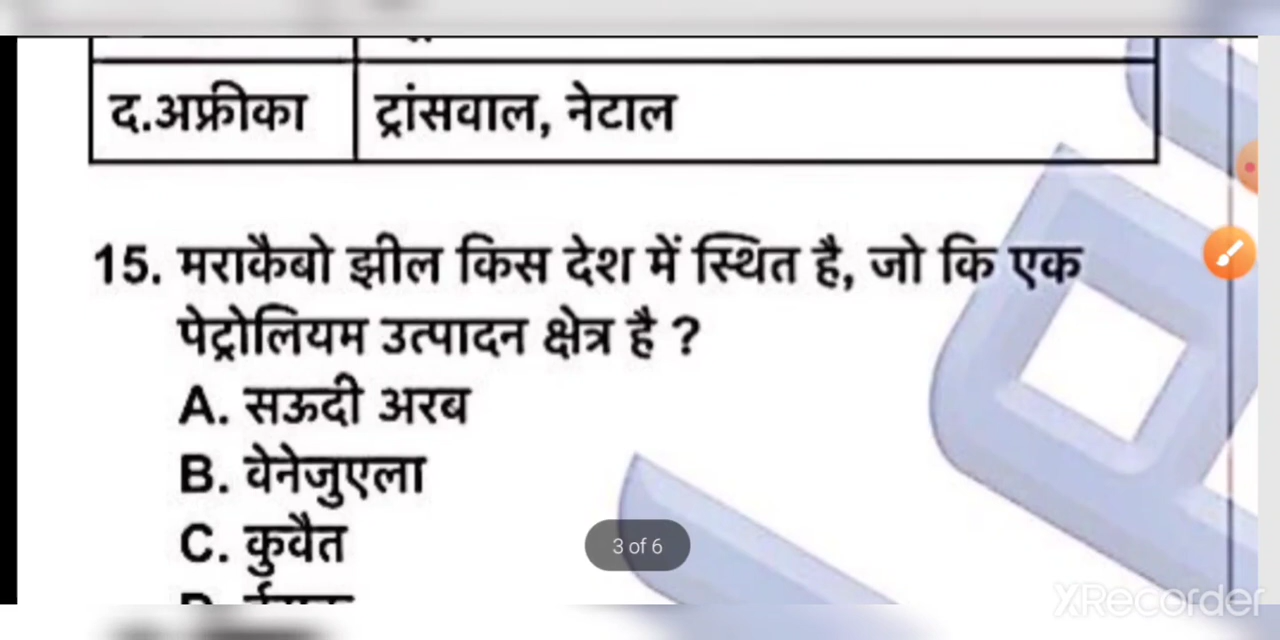 द.अफ्रीका ट्रांसवाल, नेटाल
15. मराकैबो झील किस देश में स्थित है, जो कि एक
पेट्रोलियम उत्पादन क्षेत्र है ?
A. सऊदी अरब
B. वेनेजुएला
C. कुवैत
3 of 6
XRecorder